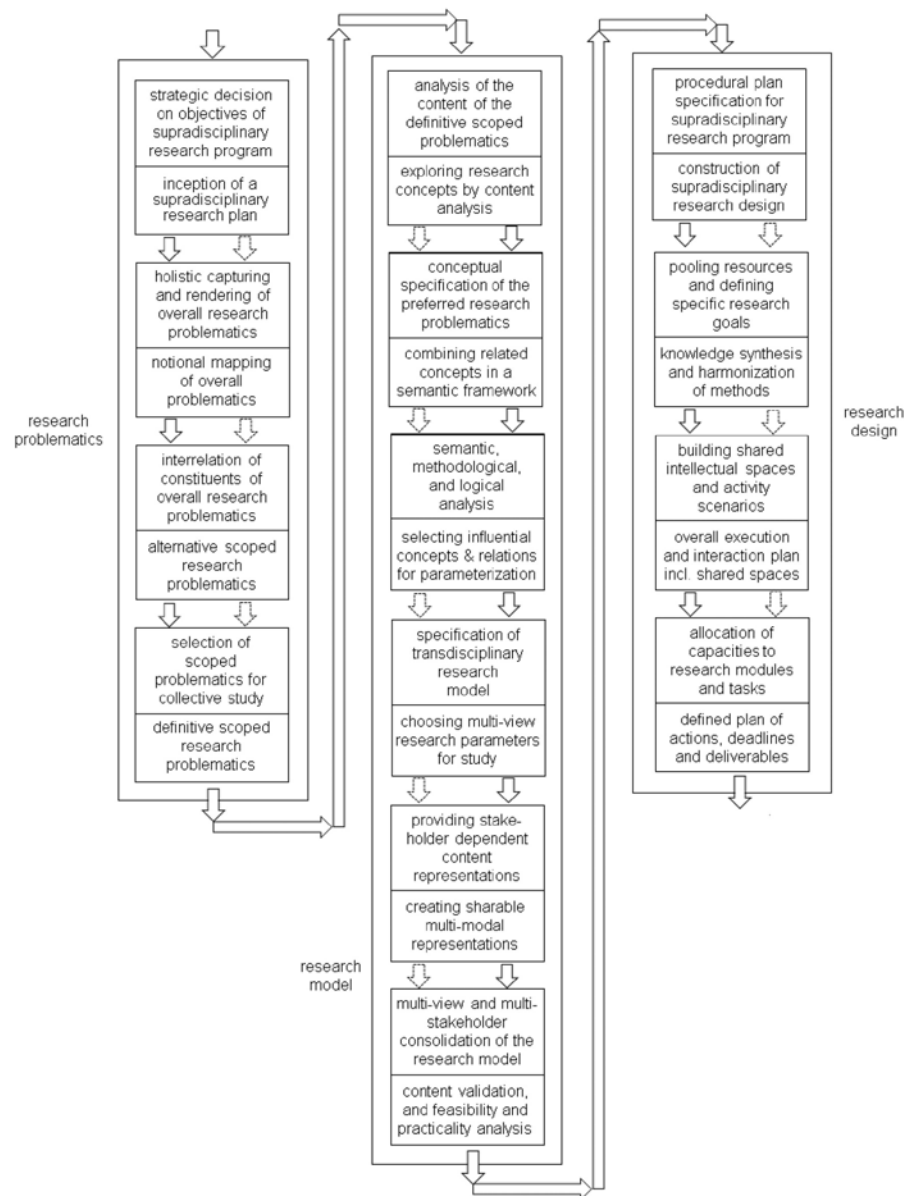 strategic decision
on objectives of
supradisciplinary
research program
inception of a
supradisciplinary
research plan
holistic capturing
and rendering of
overall research
problematics
notional mapping
of overall
problematics
interrelation of
constituents of
overall research
problematics
alternative scoped
research
problematics
selection of
scoped
problematics for
collective study
definitive scoped
research
problematics
research
problematics
analysis of the
content of the
definitive scoped
problematics
exploring research
concepts by content
analysis
conceptual
specification of the
preferred research
problematics
combining related
concepts in a
semantic framework
semantic,
methodological,
and logical
analysis
selecting influential
concepts & relations
for parameterization
specification of
transdisciplinary
research
model
choosing multi-view
research parameters
for study
providing stake-
holder dependent
content
representations
creating sharable
multi-modal
representations
multi-view and multi-
stakeholder
consolidation of the
research model
content validation,
and feasibility and
practicality analysis
research
model
procedural plan
specification for
supradisciplinary
research program
construction of
supradisciplinary
research design
pooling resources
and defining
specific research
goals
knowledge synthesis
and harmonization
of methods
building shared
intellectual spaces
and activity
scenarios
overall execution
and interaction plan
incl. shared spaces
allocation of
capacities to
research modules
and tasks
defined plan of
actions, deadlines
and deliverables
research
design